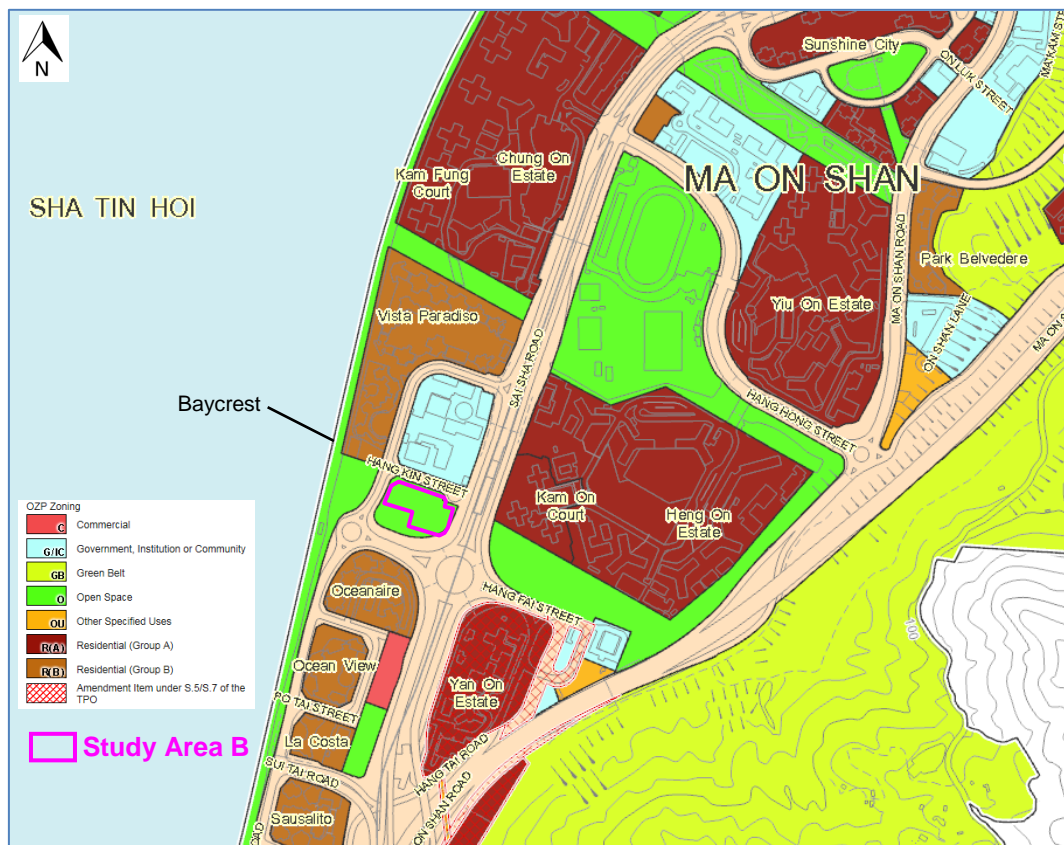 N
Sunshine City
ON LUK STREET
MA ON SHAN
Chung On
Estate
Kam Fung
Court
SHA TIN HOI
MA ON SHAN ROAD
Park Belvedere
Yiu On Estate
ON SHAN LANE
Vista Paradiso
SAI SHA ROAD
Baycrest
HANG HONG STREET
HANG KIN STREET
Kam On
Court
Heng On
Estate
OZP Zoning
C Commercial
G/IC Government, Institution or Community
GB Green Belt
O Open Space
OU Other Specified Uses
R(A) Residential (Group A)
R(B) Residential (Group B)
Amendment Item under S.5/S.7 of the
TPO
Study Area B
Oceanaire
HANG FAI STREET
100
Ocean View
Yan On
Estate
PO TAI STREET
La Costa
SUI TAI ROAD
HANG TAI ROAD
ON SHAN ROAD
Sausalito
ROAD